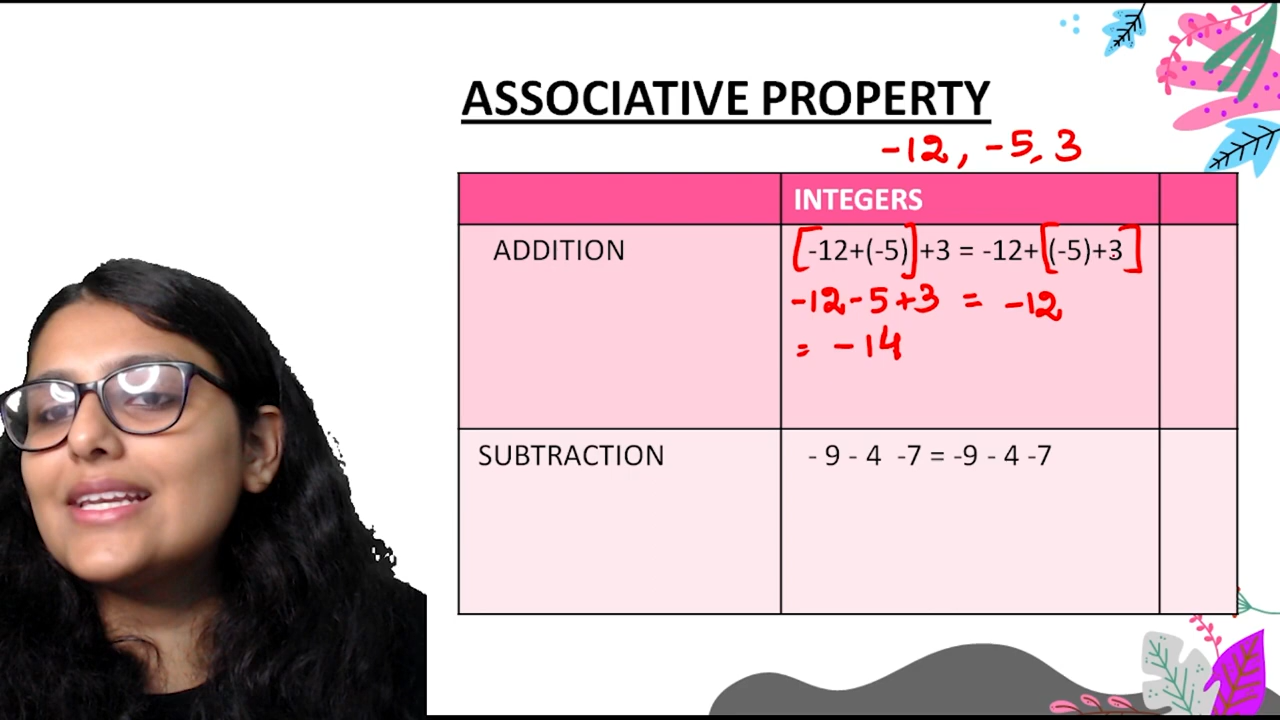 ASSOCIATIVE PROPERTY
-12, -5, 3
INTEGERS
ADDITION
[-12+(-5)]+3 = -12+[(-5)+3]
-12-5+3 = -12
= -14
SUBTRACTION
- 9 - 4 -7 = -9 - 4 -7